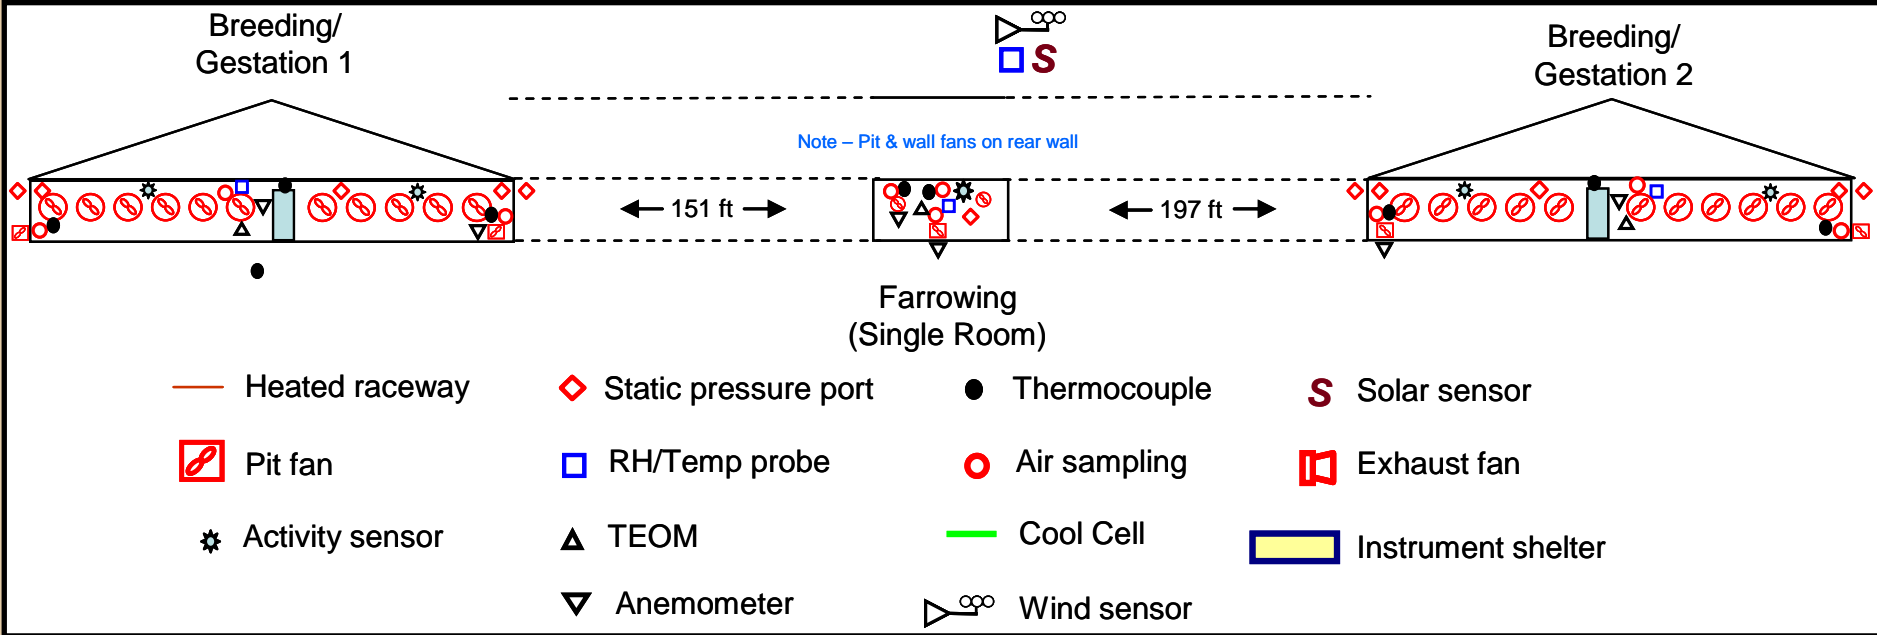 Breeding/
Gestation 1
S
Breeding/
Gestation 2
Note – Pit & wall fans on rear wall
151 ft
197 ft
Farrowing
(Single Room)
Heated raceway
Static pressure port
Thermocouple
S Solar sensor
Pit fan
RH/Temp probe
Air sampling
Exhaust fan
Activity sensor
TEOM
Cool Cell
Instrument shelter
Anemometer
Wind sensor